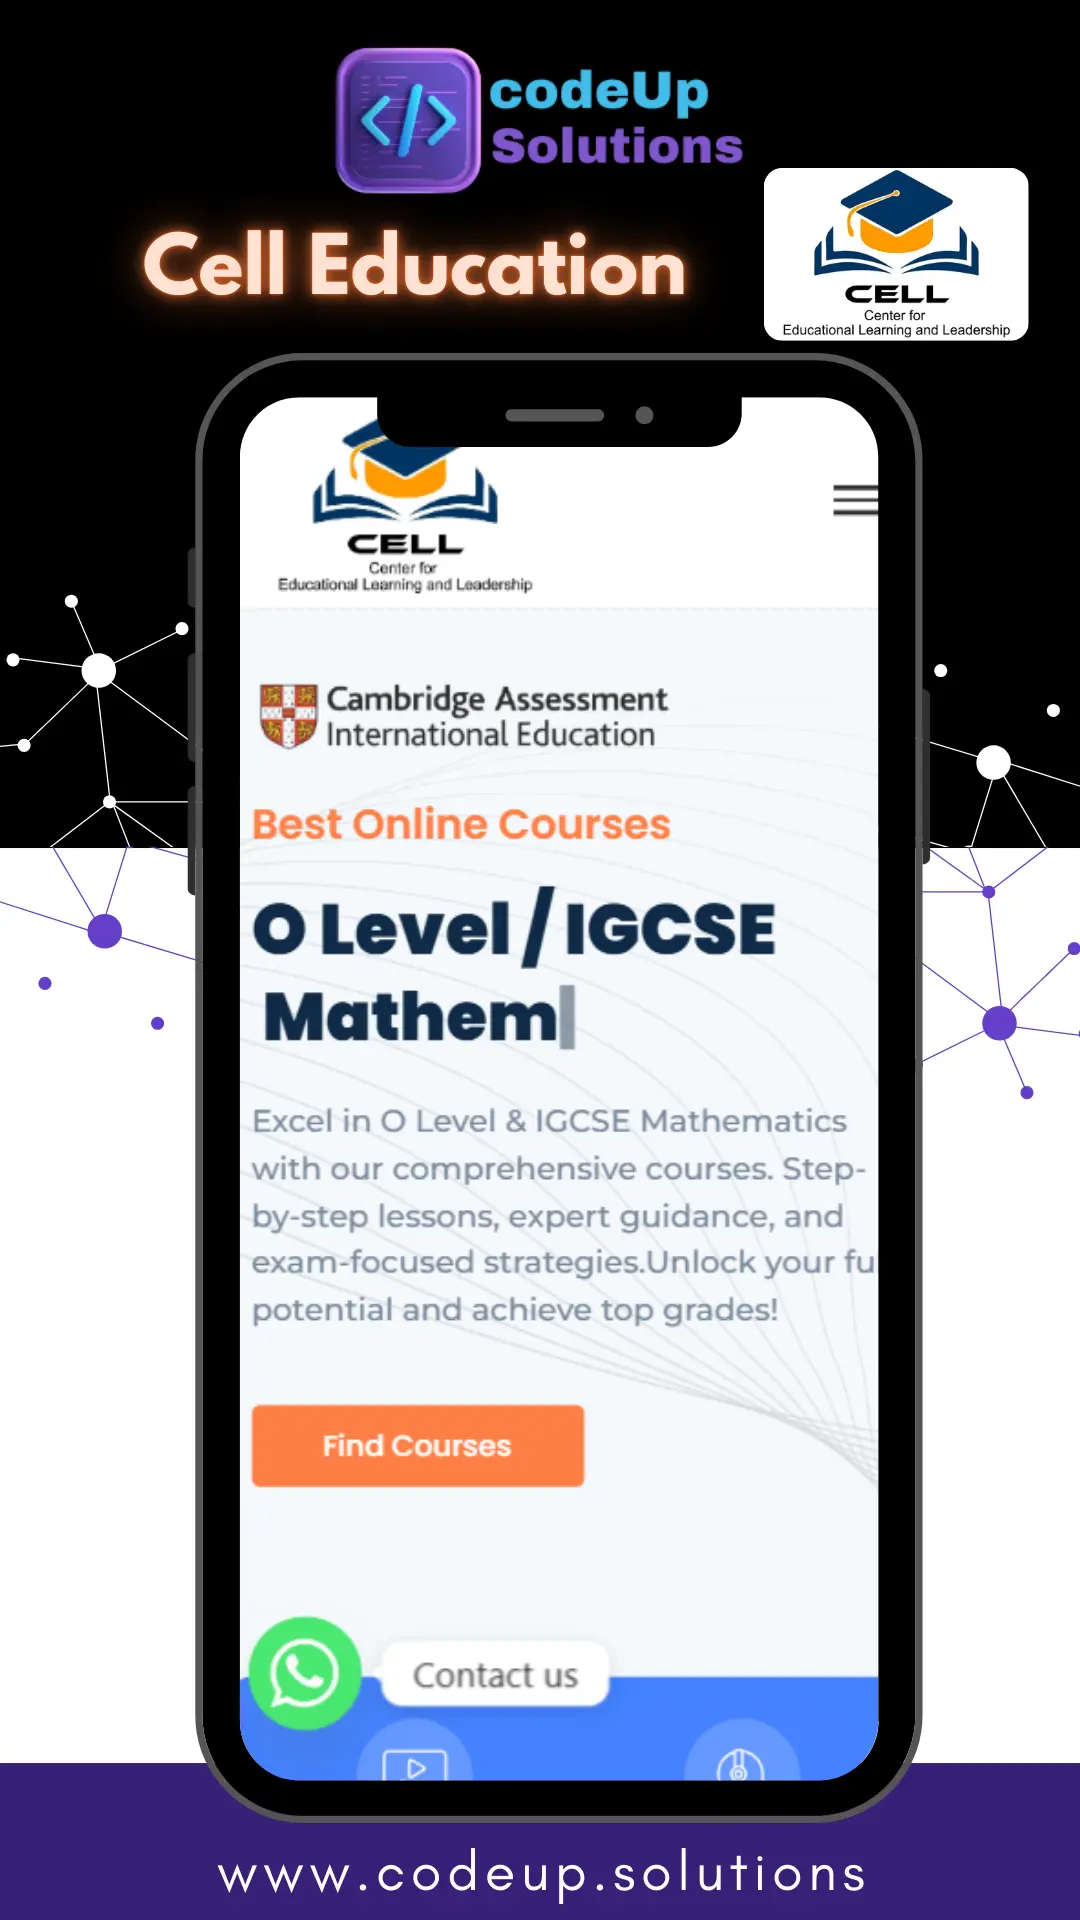 codeUp
Solutions
Cell Education
CELL
Center for
Educational Learning and Leadership
CELL
Center for
Educational Learning and Leadership
Cambridge Assessment
International Education
Best Online Courses
O Level / IGCSE
Mathem
Excel in O Level & IGCSE Mathematics
with our comprehensive courses. Step-
by-step lessons, expert guidance, and
exam-focused strategies.Unlock your fu
potential and achieve top grades!
Find Courses
Contact us
www.codeup.solutions